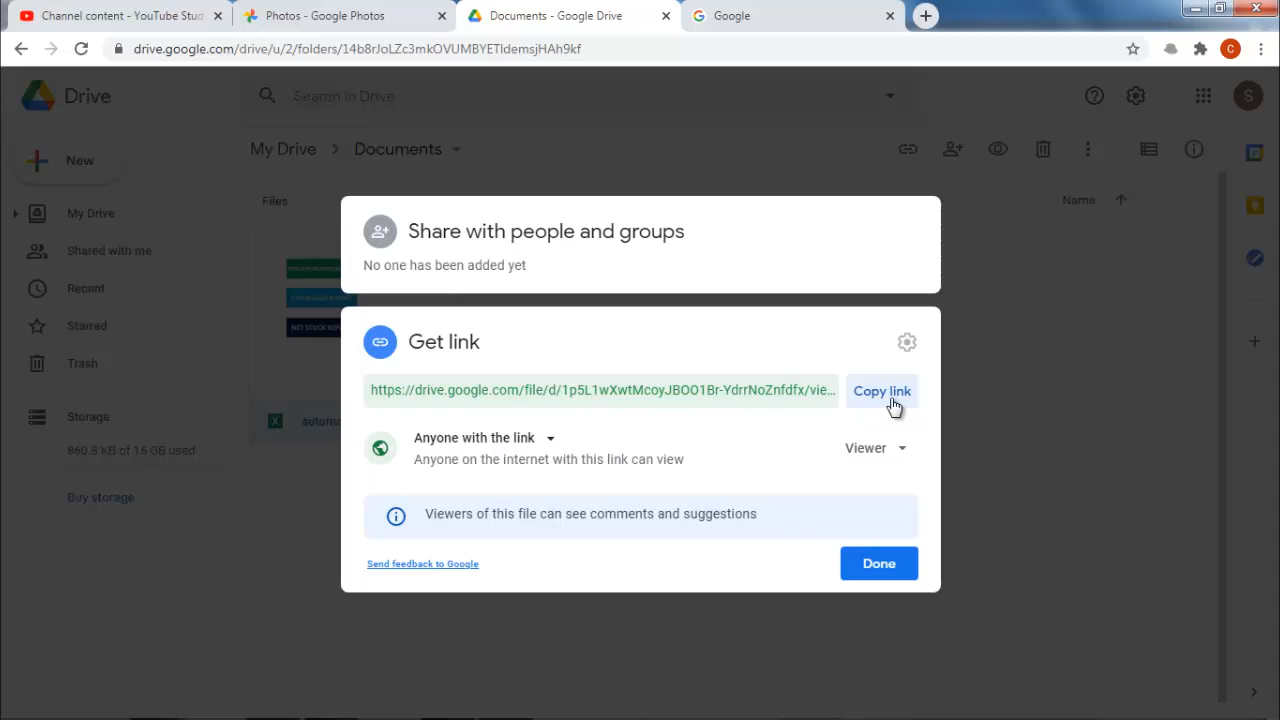 Channel content - YouTube Stud
Photos - Google Photos
Documents - Google Drive
Google
drive.google.com/drive/u/2/folders/14b8rJoLZc3mkOVUMBYETldemsjHAh9kf
C
Drive
Search in Drive
S
New
My Drive
Documents
My Drive
Shared with me
Recent
Starred
Trash
Storage
860.8 KB of 15 GB used
Buy storage
Files
Name
automa
Share with people and groups
No one has been added yet
Get link
https://drive.google.com/file/d/1p5L1wXwtMcoyJBOO1Br-YdrrNoZnfdfx/vie...
Copy link
Anyone with the link
Anyone on the internet with this link can view
Viewer
Viewers of this file can see comments and suggestions
Send feedback to Google
Done